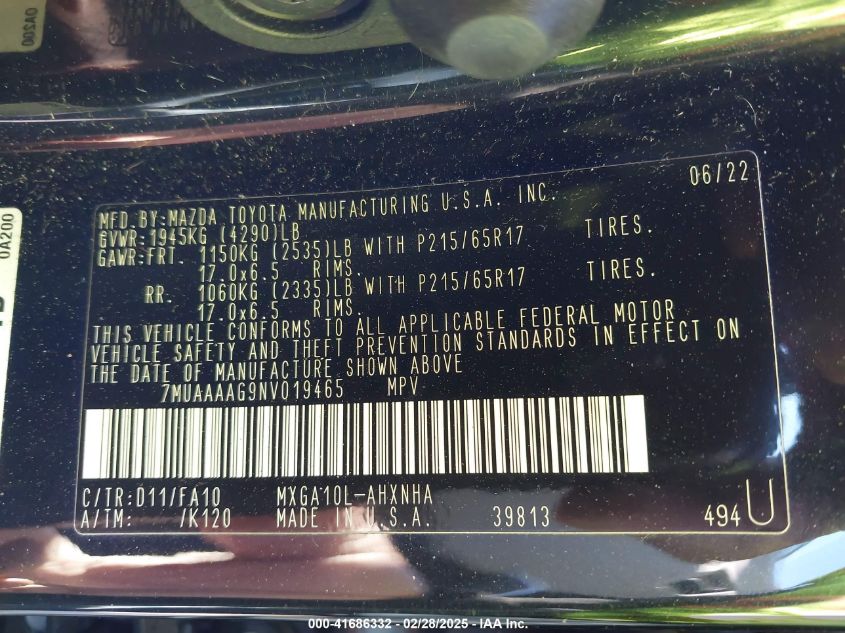 0A200
0A200
06/22
MFD.BY:MAZDA TOYOTA MANUFACTURING U.S.A. INC.
GVWR:1945KG (4290)LB
GAWR:FRT. 1150KG (2535)LB WITH P215/65R17 TIRES.
17.0x6.5 RIMS.
RR. 1060KG (2335)LB WITH P215/65R17 TIRES.
17.0x6.5 RIMS.
THIS VEHICLE CONFORMS TO ALL APPLICABLE FEDERAL MOTOR
VEHICLE SAFETY AND THEFT PREVENTION STANDARDS IN EFFECT ON
THE DATE OF MANUFACTURE SHOWN ABOVE
7MUAAAAG9NV019465 MPV
C/TR:D11/FA10 MXGA10L-AHXNHA
A/TM: /K120 MADE IN U.S.A. 39813 494 U
000-41686332 - 02/28/2025 - IAA Inc.